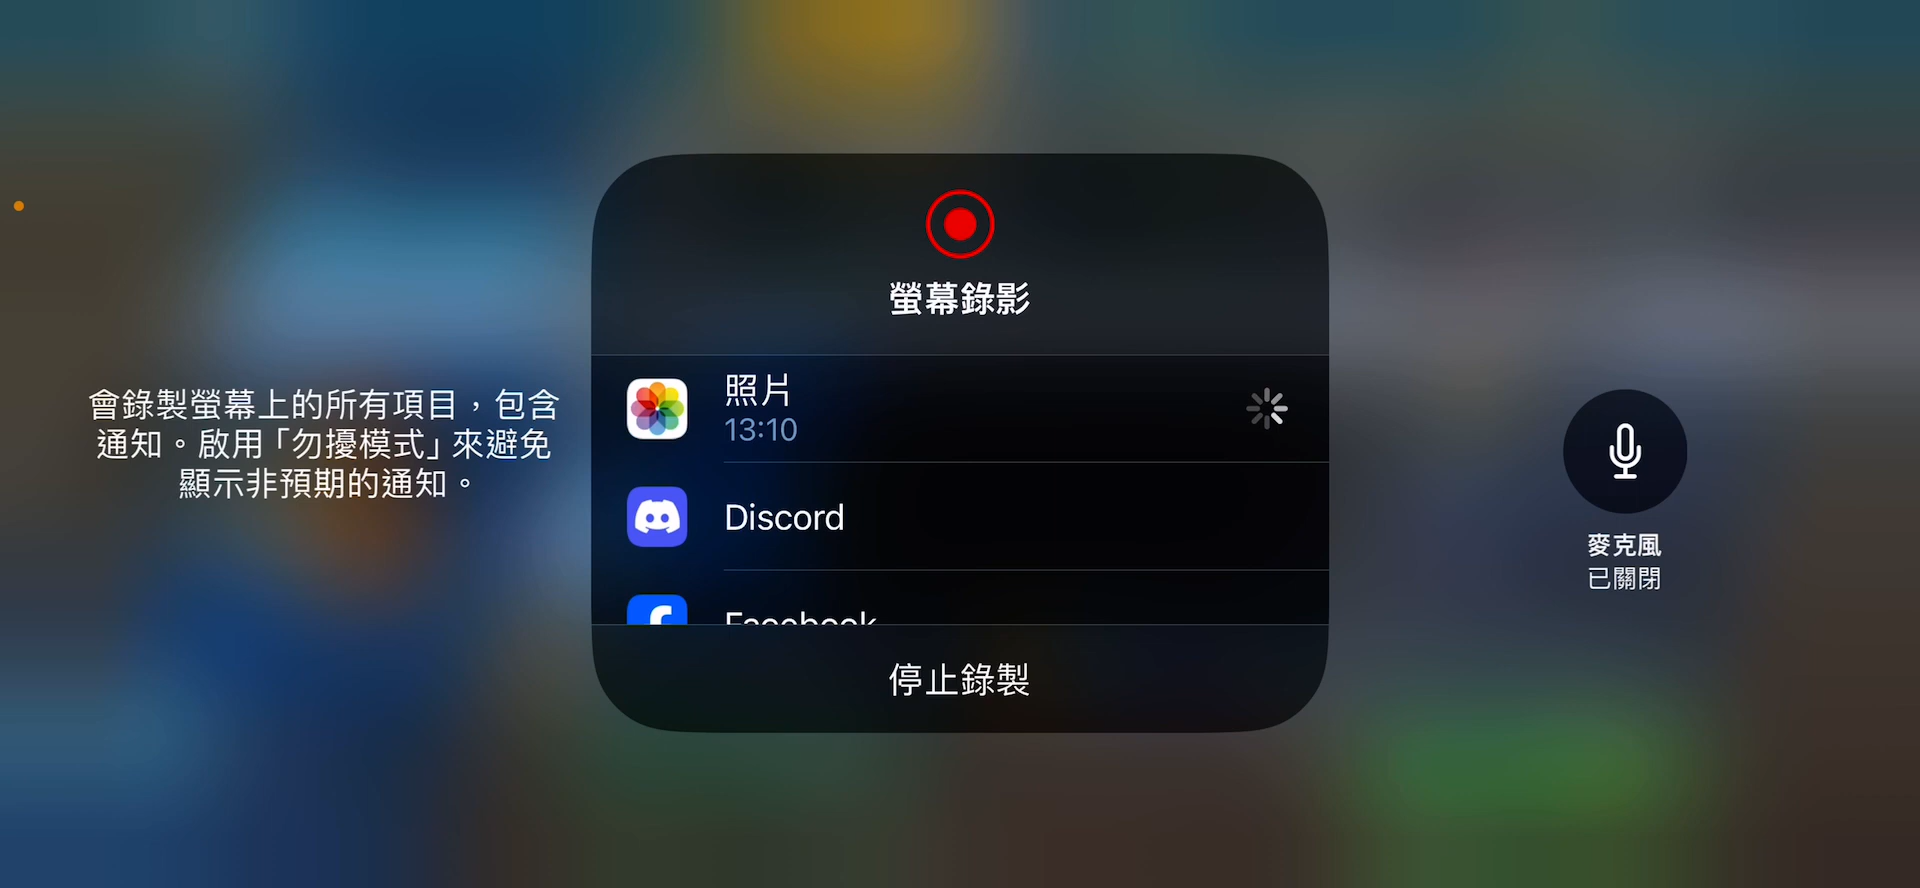 會錄製螢幕上的所有項目，包含
通知。啟用「勿擾模式」來避免
顯示非預期的通知。
螢幕錄影
照片
13:10
Discord
Facebook
停止錄製
麥克風
已關閉